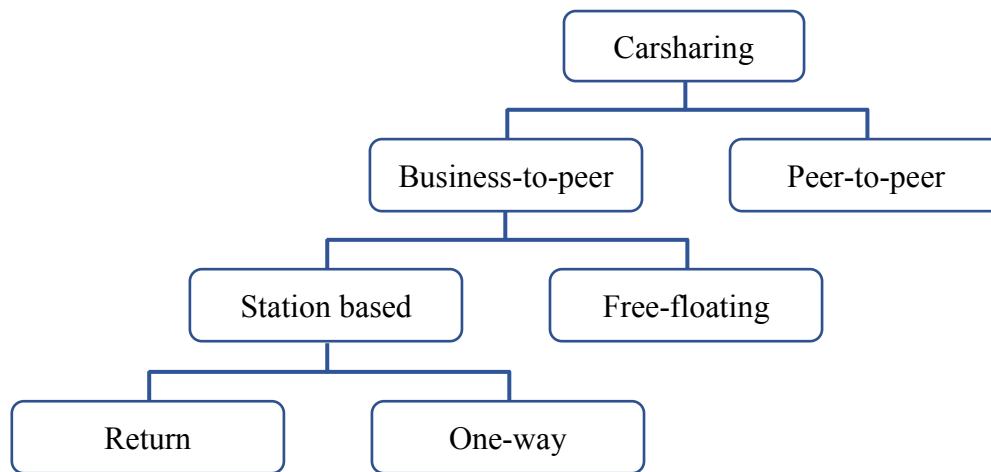 Carsharing
Business-to-peer
Peer-to-peer
Station based
Free-floating
Return
One-way